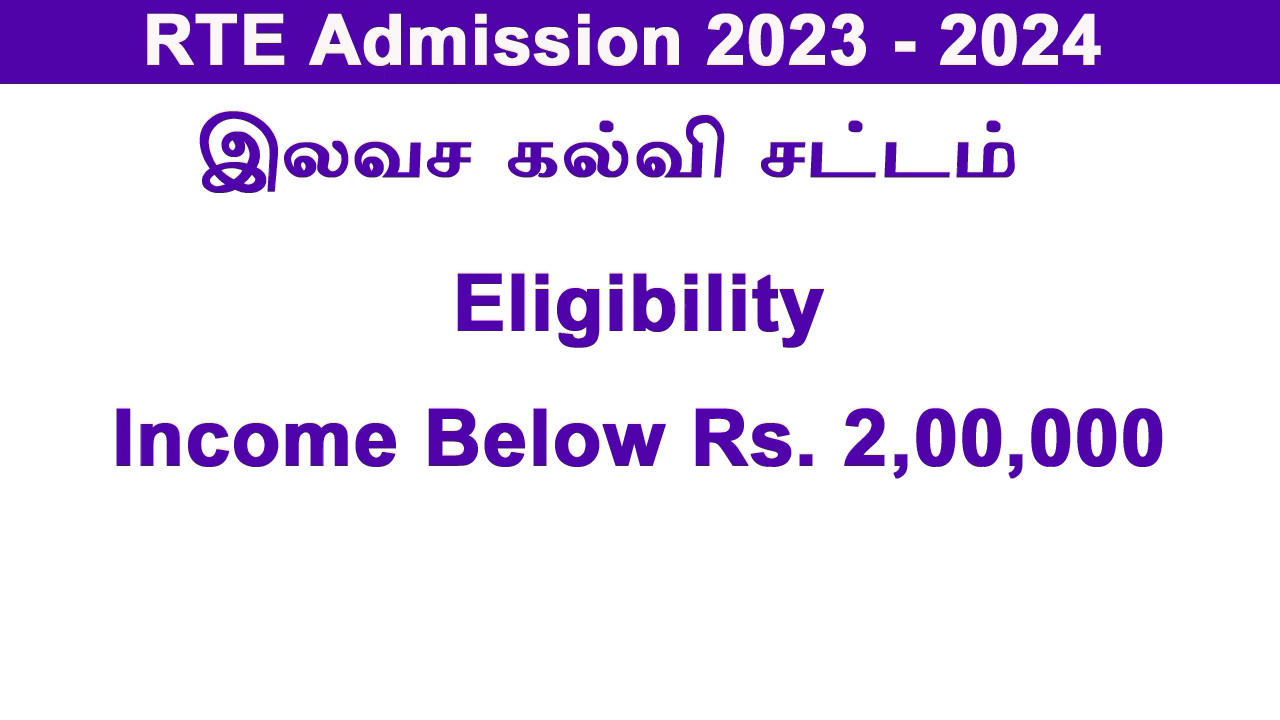 RTE Admission 2023 - 2024
இலவச கல்வி சட்டம்
Eligibility
Income Below Rs. 2,00,000